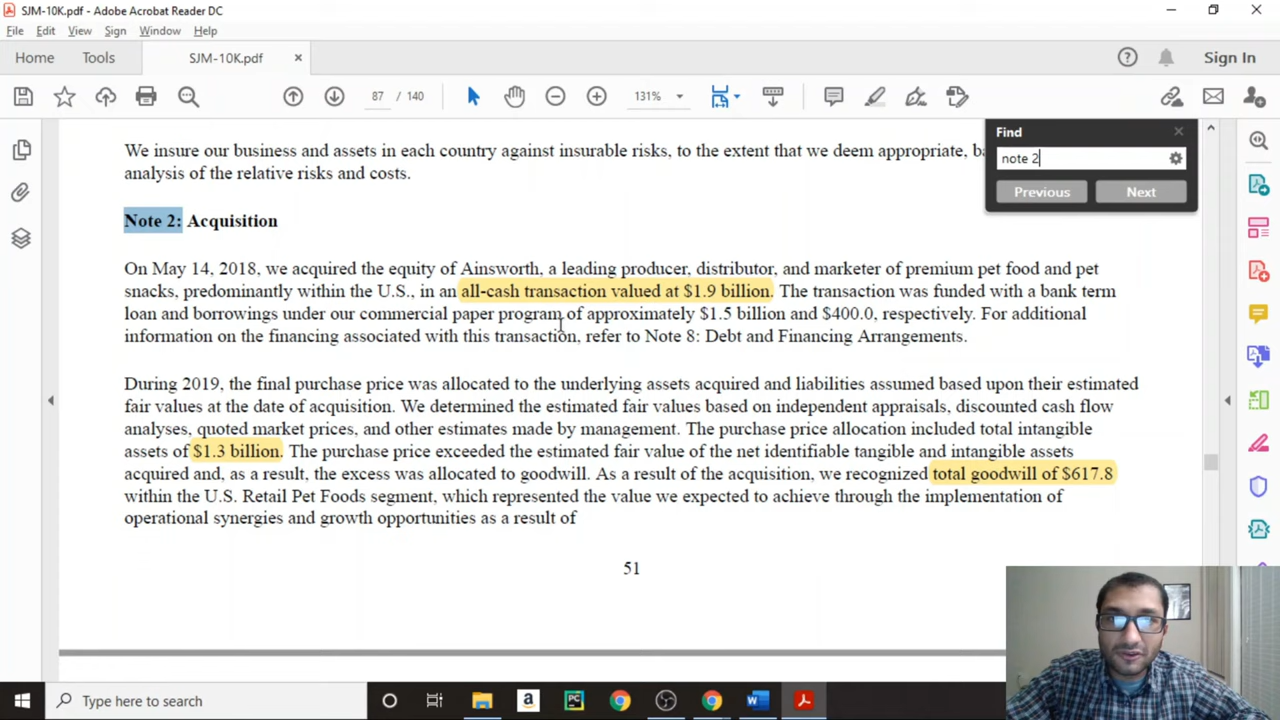 SJM-10K.pdf - Adobe Acrobat Reader DC
File Edit View Sign Window Help
Home Tools SJM-10K.pdf × Sign In
87 / 140 131%
Find
note 2
Previous Next
We insure our business and assets in each country against insurable risks, to the extent that we deem appropriate,
analysis of the relative risks and costs.
Note 2: Acquisition
On May 14, 2018, we acquired the equity of Ainsworth, a leading producer, distributor, and marketer of premium pet food and pet
snacks, predominantly within the U.S., in an all-cash transaction valued at $1.9 billion. The transaction was funded with a bank term
loan and borrowings under our commercial paper program of approximately $1.5 billion and $400.0, respectively. For additional
information on the financing associated with this transaction, refer to Note 8: Debt and Financing Arrangements.
During 2019, the final purchase price was allocated to the underlying assets acquired and liabilities assumed based upon their estimated
fair values at the date of acquisition. We determined the estimated fair values based on independent appraisals, discounted cash flow
analyses, quoted market prices, and other estimates made by management. The purchase price allocation included total intangible
assets of $1.3 billion. The purchase price exceeded the estimated fair value of the net identifiable tangible and intangible assets
acquired and, as a result, the excess was allocated to goodwill. As a result of the acquisition, we recognized total goodwill of $617.8
within the U.S. Retail Pet Foods segment, which represented the value we expected to achieve through the implementation of
operational synergies and growth opportunities as a result of
51
Type here to search